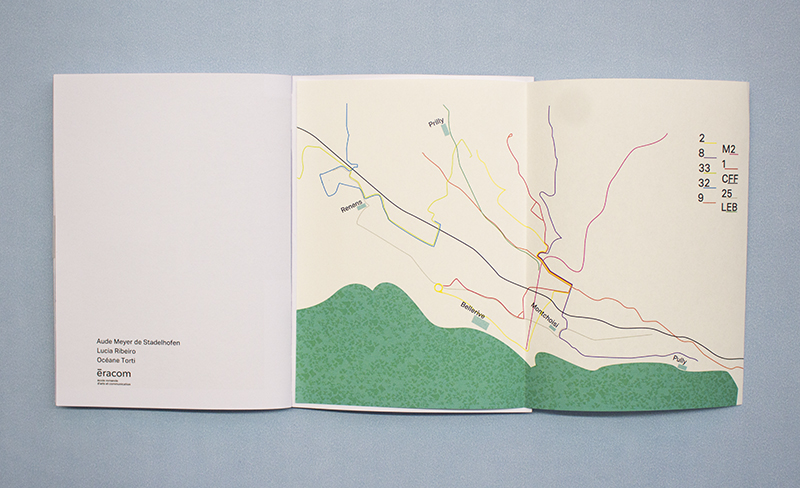 Aude Meyer de Stadelhofen
Lucia Ribeiro
Océane Torti
ēracom
école romande
d'arts et communication
Prilly
Renens
Bellerive
Montchoisi
Pully
2
8
33
32
9
M2
1
CFF
25
LEB